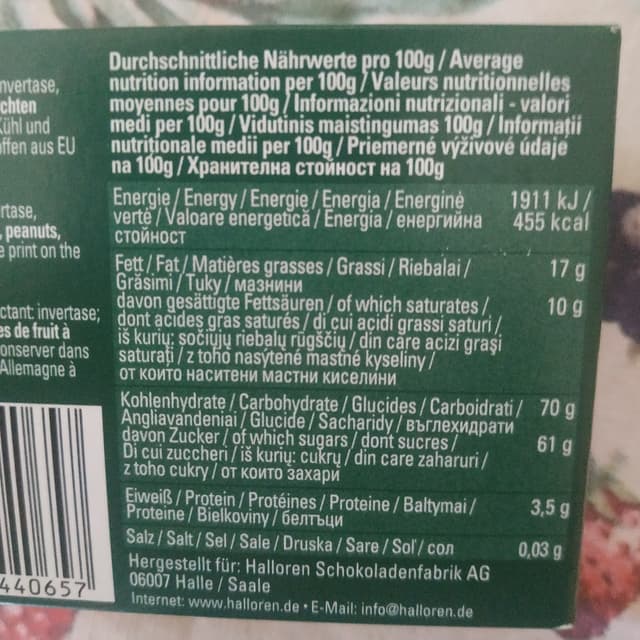 nvertase,
chten
Kühl und
offen aus EU
rtase,
, peanuts,
e print on the
ctant: invertase;
es de fruit à
onserver dans
Allemagne à
440657
Durchschnittliche Nährwerte pro 100g / Average
nutrition information per 100g / Valeurs nutritionnelles
moyennes pour 100g / Informazioni nutrizionali - valori
medi per 100g / Vidutinis maistingumas 100g / Informații
nutriționale medii per 100g / Priemerné výživové údaje
na 100g / Хранителна стойност на 100g
Energie / Energy / Energie / Energia / Energinė 1911 kJ /
vertė / Valoare energetică / Energia / енергийна 455 kcal
стойност
Fett / Fat / Matières grasses / Grassi / Riebalai / 17 g
Grăsimi / Tuky / мазнини
davon gesättigte Fettsäuren / of which saturates / 10 g
dont acides gras saturés / di cui acidi grassi saturi /
iš kurių: sočiųjų riebalų rūgščių / din care acizi grași
saturați / z toho nasýtené mastné kyseliny /
от които наситени мастни киселини
Kohlenhydrate / Carbohydrate / Glucides / Carboidrati / 70 g
Angliavandeniai / Glucide / Sacharidy / въглехидрати
davon Zucker / of which sugars / dont sucres / 61 g
Di cui zuccheri / iš kurių: cukrų / din care zaharuri /
z toho cukry / от които захари
Eiweiß / Protein / Protéines / Proteine / Baltymai / 3,5 g
Proteine / Bielkoviny / белтъци
Salz / Salt / Sel / Sale / Druska / Sare / Soľ / сол 0,03 g
Hergestellt für: Halloren Schokoladenfabrik AG
06007 Halle / Saale
Internet: www.halloren.de • E-Mail: info@halloren.de